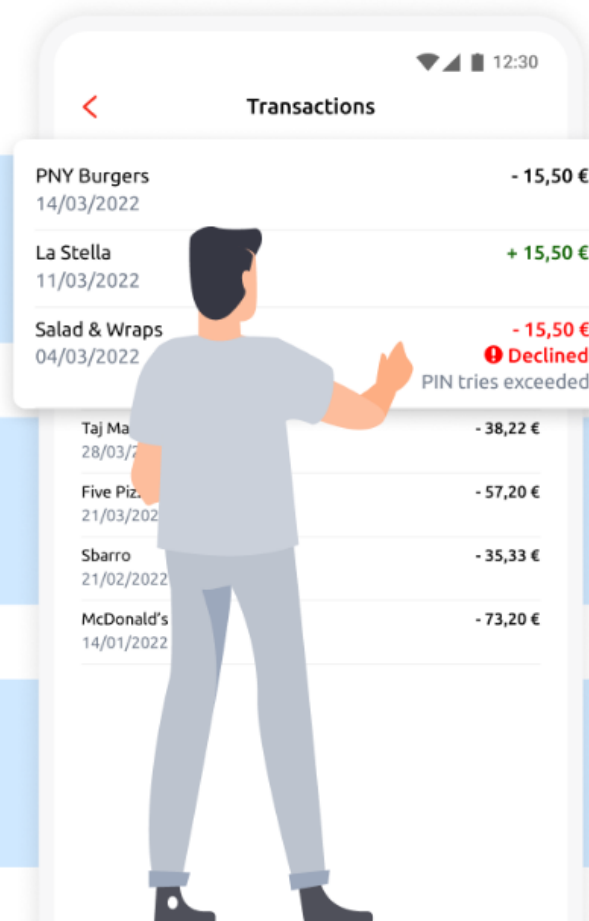 12:30
Transactions
PNY Burgers - 15,50 €
14/03/2022
La Stella + 15,50 €
11/03/2022
Salad & Wraps - 15,50 €
04/03/2022 Declined
PIN tries exceeded
Taj - 38,22 €
Five - 57,20 €
Sbarro - 35,33 €
21/02/2022
McDonald's - 73,20 €
14/01/2022